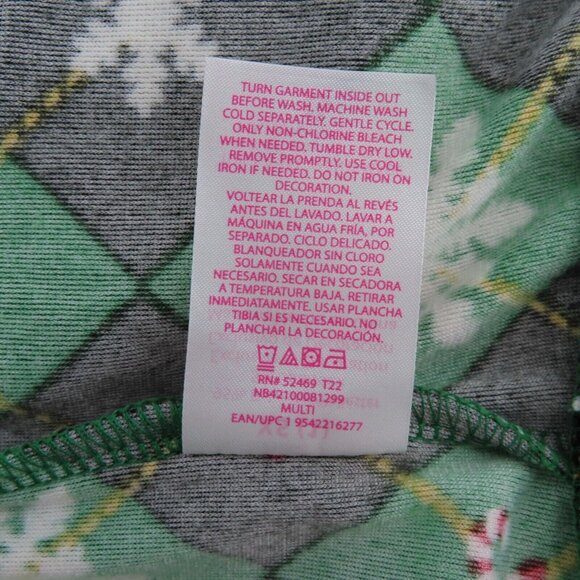 TURN GARMENT INSIDE OUT
BEFORE WASH. MACHINE WASH
COLD SEPARATELY. GENTLE CYCLE.
ONLY NON-CHLORINE BLEACH
WHEN NEEDED. TUMBLE DRY LOW.
REMOVE PROMPTLY. USE COOL
IRON IF NEEDED. DO NOT IRON ON
DECORATION.
VOLTEAR LA PRENDA AL REVÉS
ANTES DEL LAVADO. LAVAR A
MÁQUINA EN AGUA FRÍA, POR
SEPARADO. CICLO DELICADO.
BLANQUEADOR SIN CLORO
SOLAMENTE CUANDO SEA
NECESARIO. SECAR EN SECADORA
A TEMPERATURA BAJA. RETIRAR
INMEDIATAMENTE. USAR PLANCHA
TIBIA SI ES NECESARIO. NO
PLANCHAR LA DECORACIÓN.
RN# 52469 T22
NB42100081299
MULTI
EAN/UPC 1 9542216277